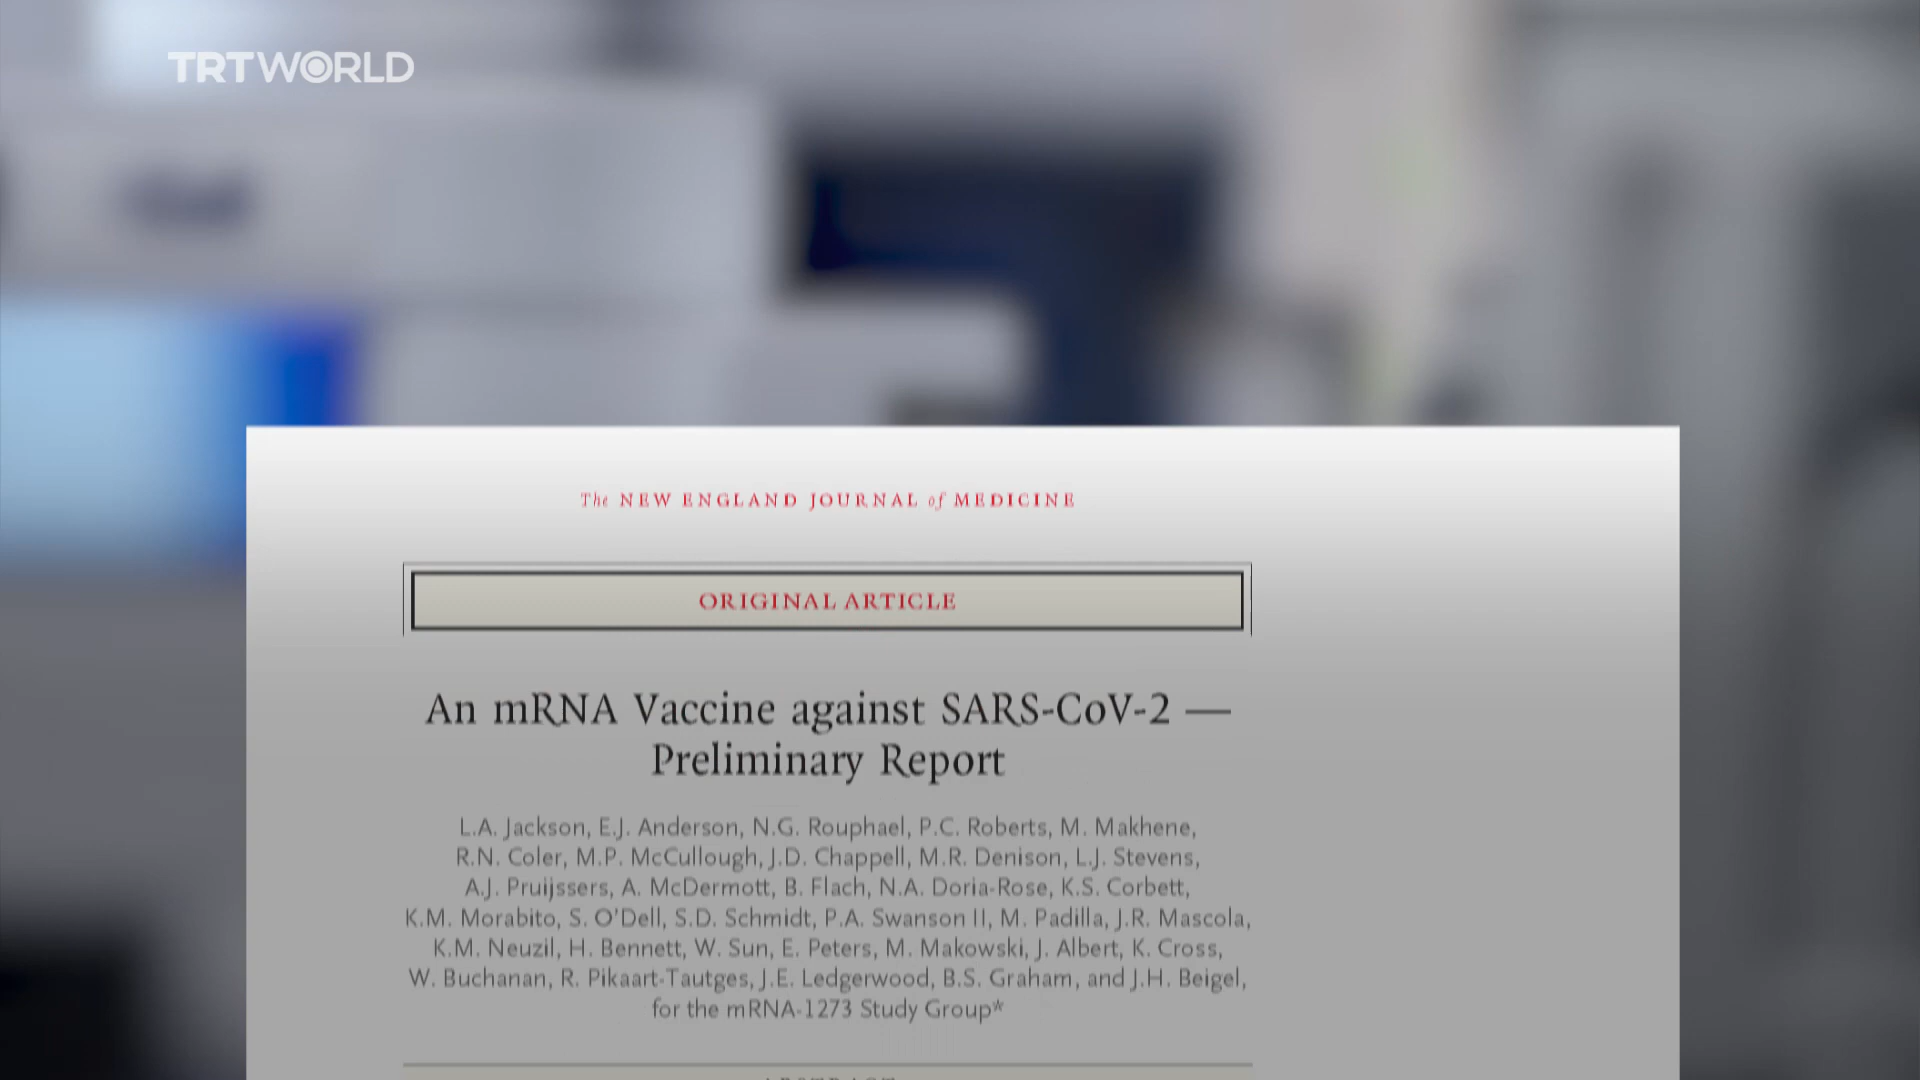 TRT WORLD
The NEW ENGLAND JOURNAL of MEDICINE
ORIGINAL ARTICLE
An mRNA Vaccine against SARS-CoV-2 —
Preliminary Report
L.A. Jackson, E.J. Anderson, N.G. Rouphael, P.C. Roberts, M. Makhene,
R.N. Coler, M.P. McCullough, J.D. Chappell, M.R. Denison, L.J. Stevens,
A.J. Pruijssers, A. McDermott, B. Flach, N.A. Doria-Rose, K.S. Corbett,
K.M. Morabito, S. O'Dell, S.D. Schmidt, P.A. Swanson II, M. Padilla, J.R. Mascola,
K.M. Neuzil, H. Bennett, W. Sun, E. Peters, M. Makowski, J. Albert, K. Cross,
W. Buchanan, R. Pikaart-Tautges, J.E. Ledgerwood, B.S. Graham, and J.H. Beigel,
for the mRNA-1273 Study Group*